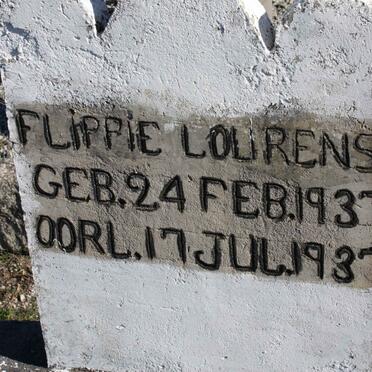 FLIPPIE LOURENS
GEB. 24 FEB. 1937
OORL. 17 JUL. 1937